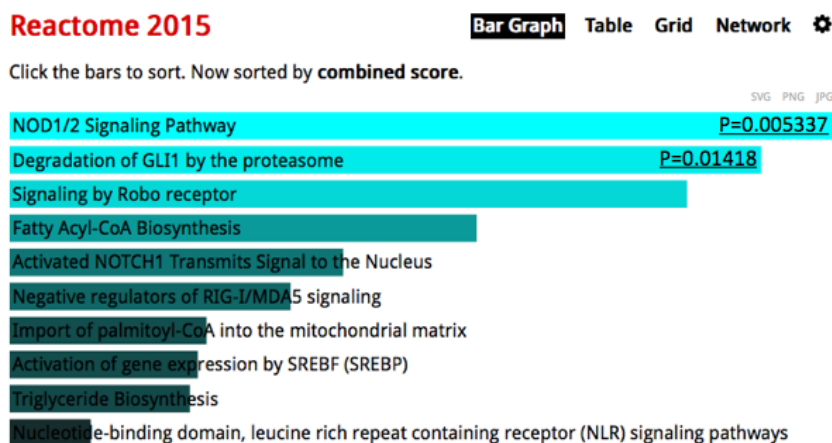 Reactome 2015
Bar Graph Table Grid Network
Click the bars to sort. Now sorted by combined score.
SVG PNG JPG
NOD1/2 Signaling Pathway P=0.005337
Degradation of GLI1 by the proteasome P=0.01418
Signaling by Robo receptor
Fatty Acyl-CoA Biosynthesis
Activated NOTCH1 Transmits Signal to the Nucleus
Negative regulators of RIG-I/MDA5 signaling
Import of palmitoyl-CoA into the mitochondrial matrix
Activation of gene expression by SREBF (SREBP)
Triglyceride Biosynthesis
Nucleotide-binding domain, leucine rich repeat containing receptor (NLR) signaling pathways